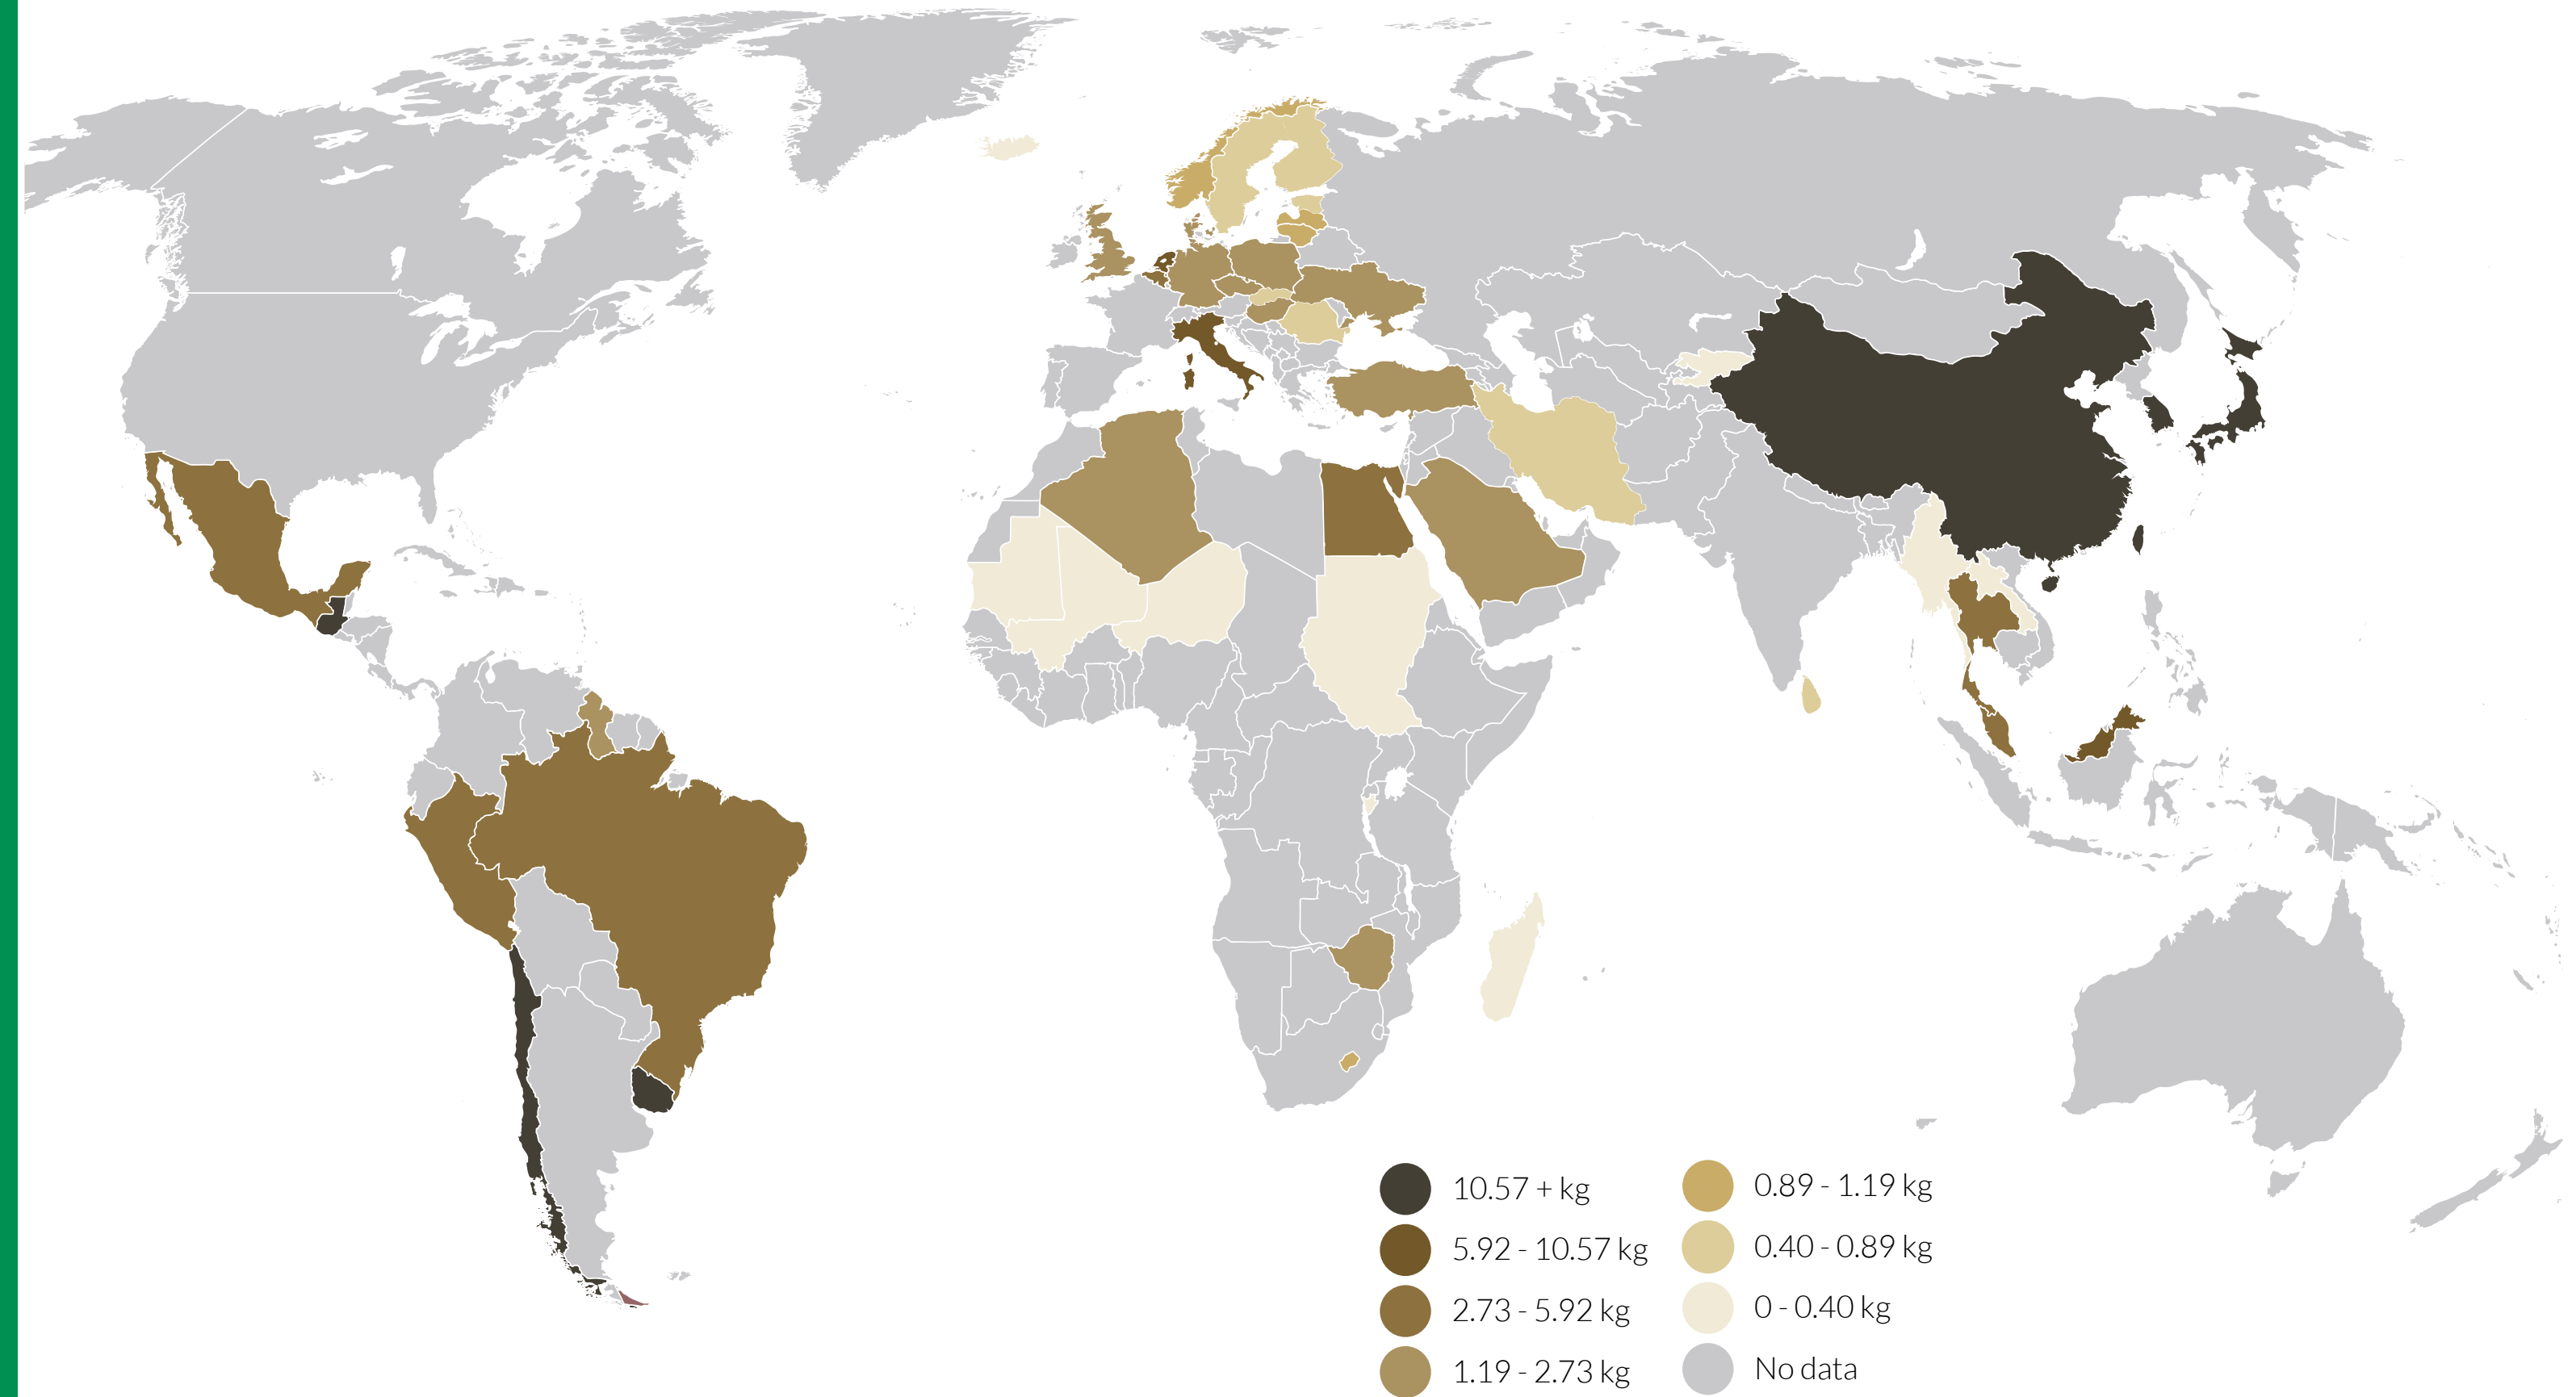 10.57 + kg
5.92 - 10.57 kg
2.73 - 5.92 kg
1.19 - 2.73 kg
0.89 - 1.19 kg
0.40 - 0.89 kg
0 - 0.40 kg
No data